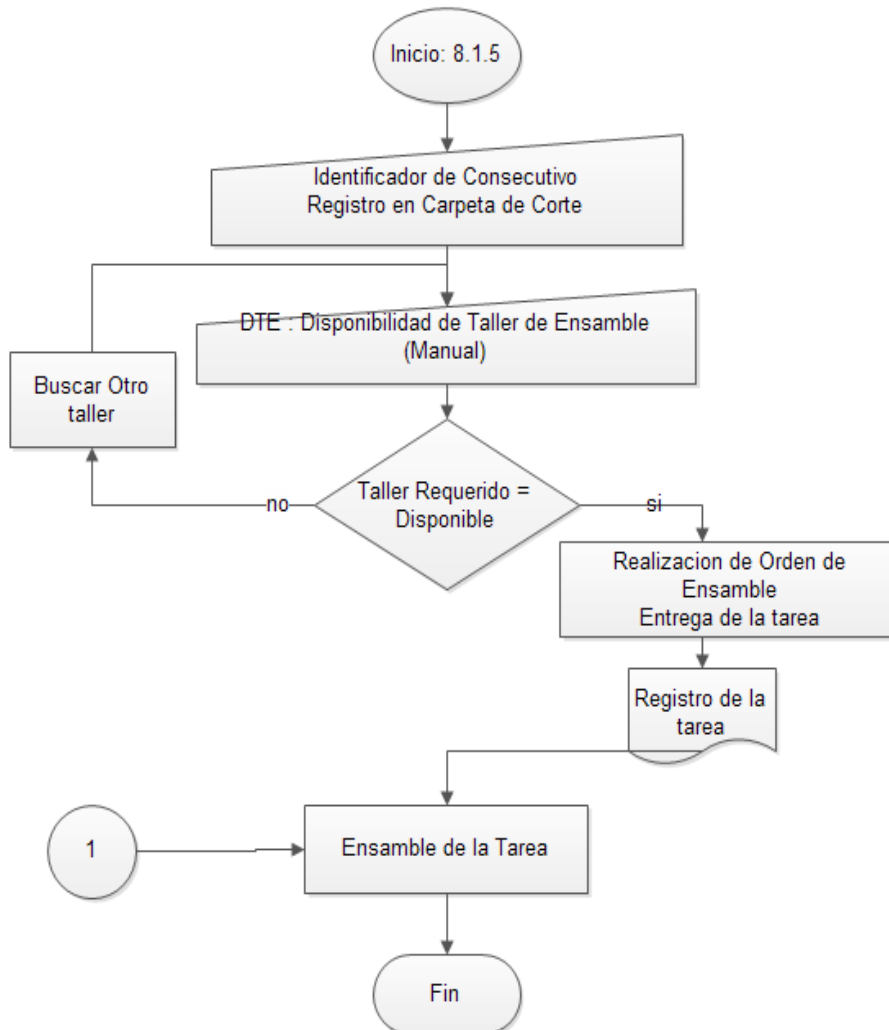 Inicio: 8.1.5
Identificador de Consecutivo
Registro en Carpeta de Corte
DTE : Disponibilidad de Taller de Ensamble
(Manual)
Buscar Otro
taller
Taller Requerido =
Disponible
no
si
Realizacion de Orden de
Ensamble
Entrega de la tarea
Registro de la
tarea
1
Ensamble de la Tarea
Fin